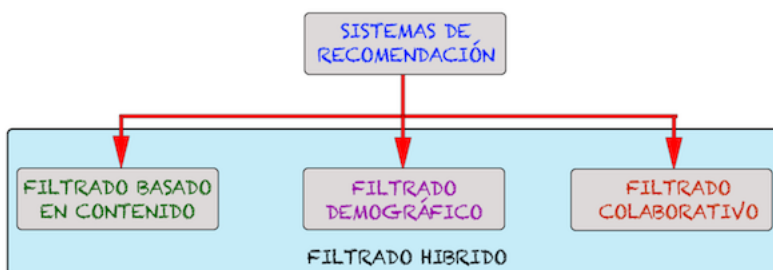 SISTEMAS DE
RECOMENDACIÓN
FILTRADO BASADO
EN CONTENIDO
FILTRADO
DEMOGRÁFICO
FILTRADO
COLABORATIVO
FILTRADO HIBRIDO